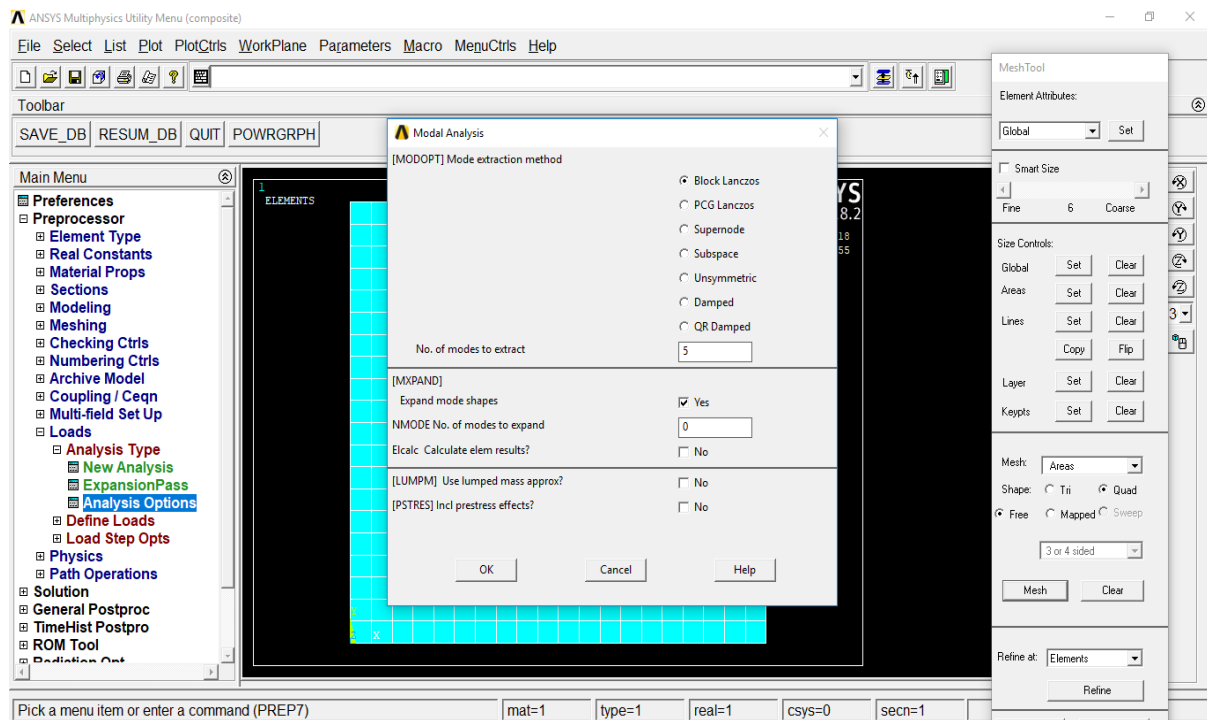 ANSYS Multiphysics Utility Menu (composite)
File Select List Plot PlotCtrls WorkPlane Parameters Macro MenuCtrls Help
Toolbar
SAVE_DB RESUM_DB QUIT POWRGRPH
Main Menu
Preferences
Preprocessor
Element Type
Real Constants
Material Props
Sections
Modeling
Meshing
Checking Ctrls
Numbering Ctrls
Archive Model
Coupling / Ceqn
Multi-field Set Up
Loads
Analysis Type
New Analysis
ExpansionPass
Analysis Options
Define Loads
Load Step Opts
Physics
Path Operations
Solution
General Postproc
TimeHist Postpro
ROM Tool
Radiation Opt
1
ELEMENTS
YS
8.2
18
55
Y
Z X
Modal Analysis
[MODOPT] Mode extraction method
Block Lanczos
PCG Lanczos
Supernode
Subspace
Unsymmetric
Damped
QR Damped
No. of modes to extract 5
[MXPAND]
Expand mode shapes Yes
NMODE No. of modes to expand 0
Elcalc Calculate elem results? No
[LUMPM] Use lumped mass approx? No
[PSTRES] Incl prestress effects? No
OK Cancel Help
MeshTool
Element Attributes:
Global Set
Smart Size
Fine 6 Coarse
Size Controls:
Global Set Clear
Areas Set Clear
Lines Set Clear
Copy Flip
Layer Set Clear
Keypts Set Clear
Mesh: Areas
Shape: Tri Quad
Free Mapped Sweep
3 or 4 sided
Mesh Clear
Refine at: Elements
Refine
3
Pick a menu item or enter a command (PREP7) mat=1 type=1 real=1 csys=0 secn=1